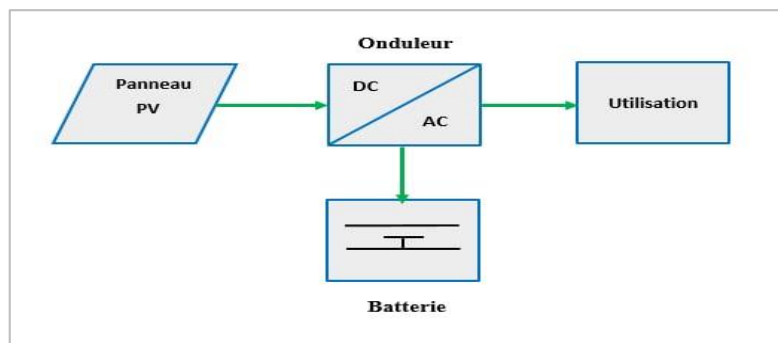 Onduleur
Panneau
PV
DC
AC
Utilisation
Batterie